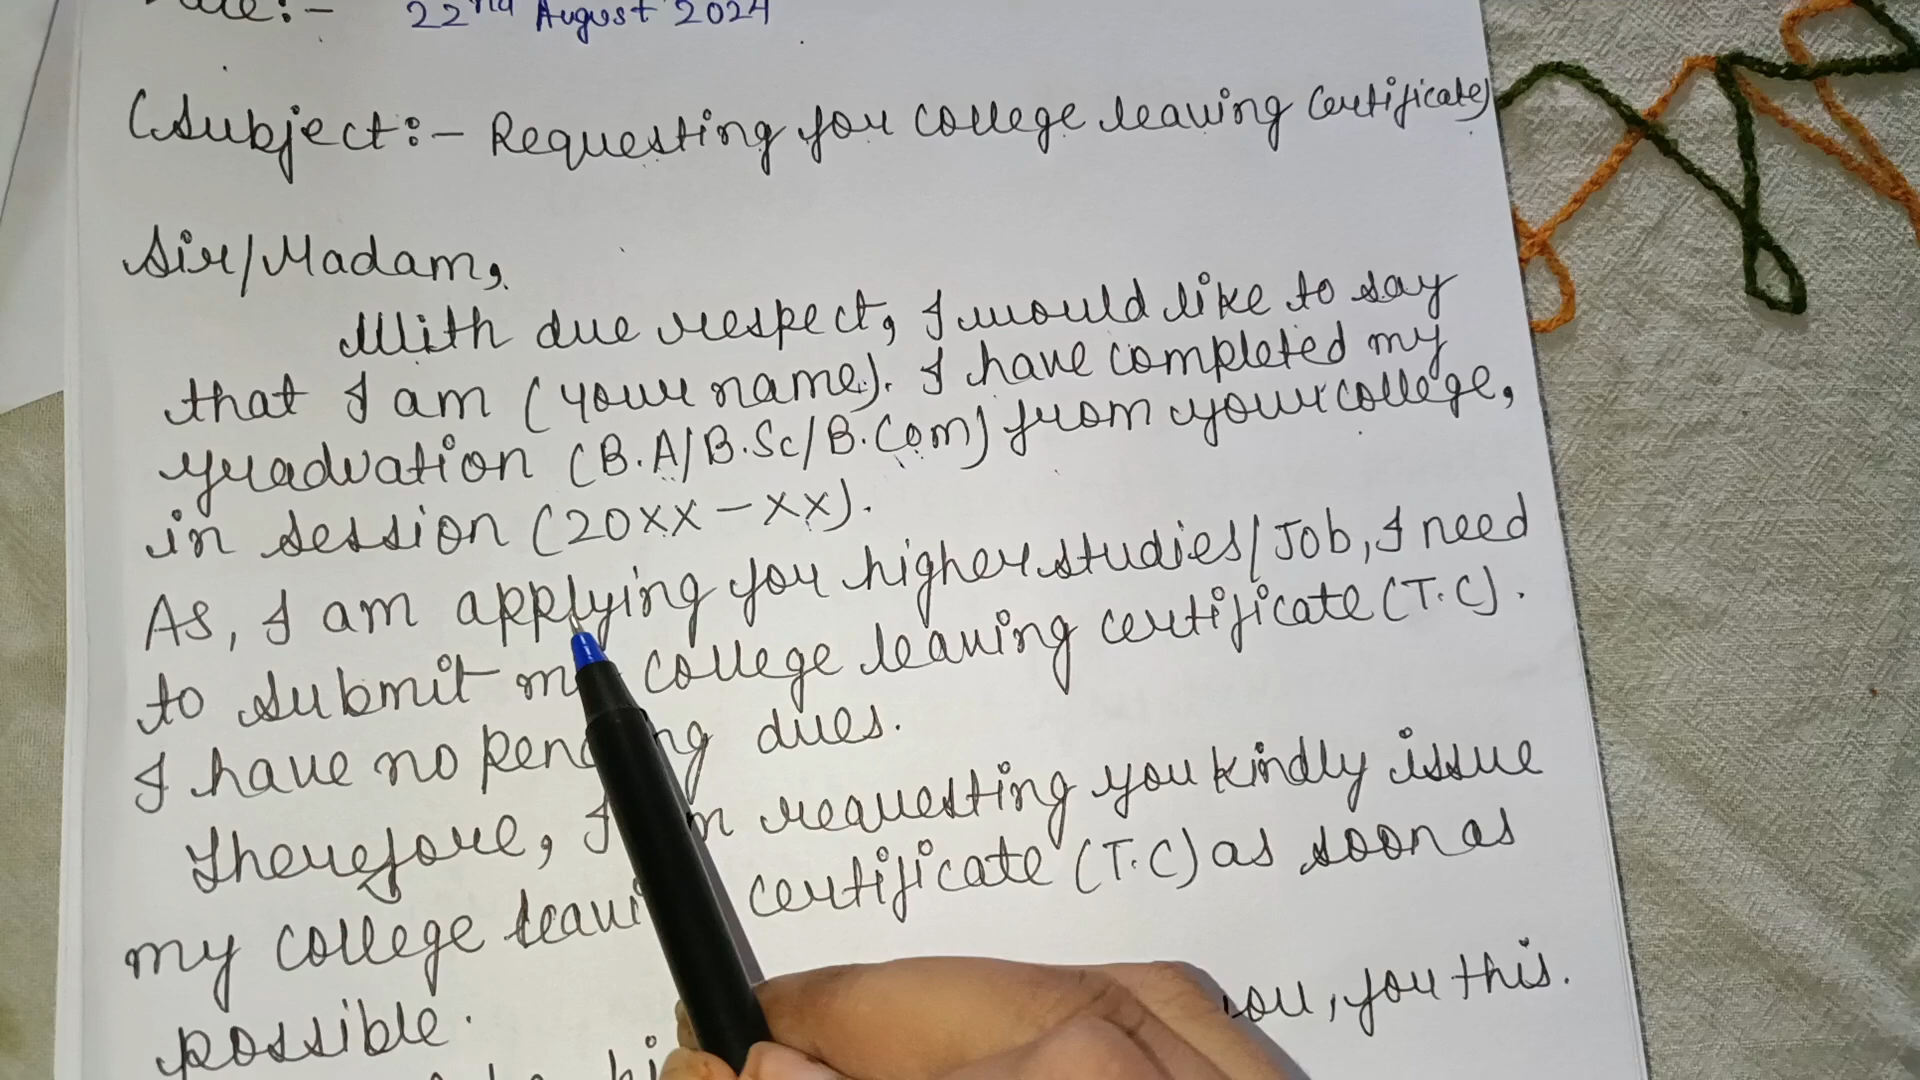 22nd August 2024
(Subject:- Requesting for college leaving Certificate)
Sir/Madam,
With due respect, I would like to say
that I am (your name). I have completed my
graduation (B.A/B.Sc/B.Com) from your college,
in session (20XX-XX).
As, I am applying for higher studies/Job, I need
to submit college leaving certificate (T.C).
I have no dues.
Therefore, I requesting you kindly issue
my college certificate (T.C) as soon as
possible.
for this.